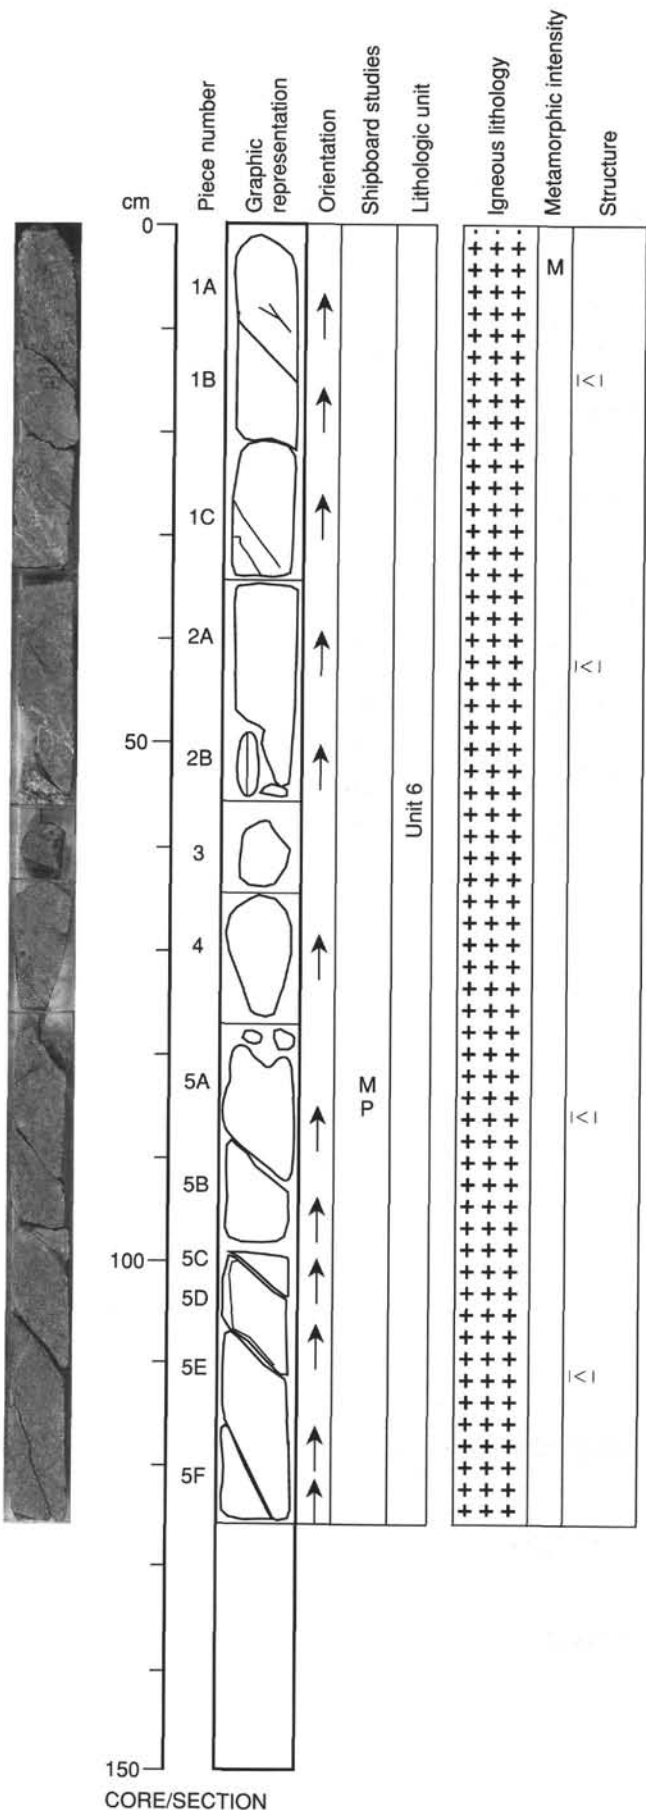 cm
Piece number
Graphic
representation
Orientation
Shipboard studies
Lithologic unit
Igneous lithology
Metamorphic intensity
Structure
0
M
1A
1B
1C
2A
50
2B
Unit 6
3
4
5A
M
P
5B
100
5C
5D
5E
5F
150
CORE/SECTION